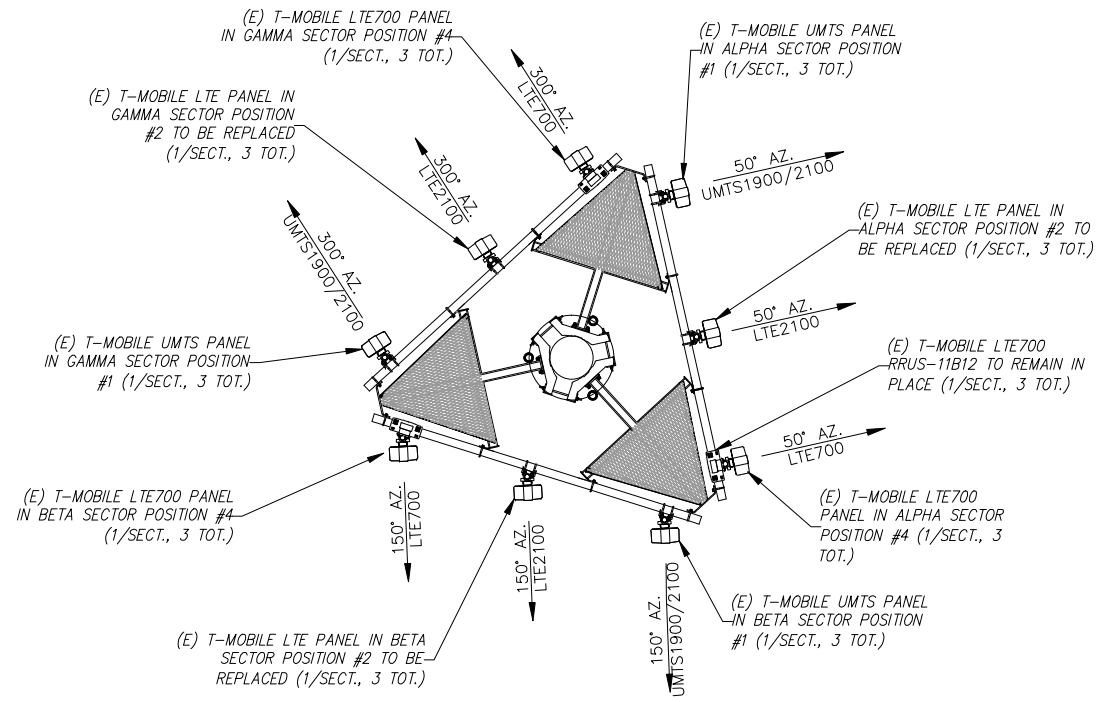 (E) T-MOBILE LTE700 PANEL
IN GAMMA SECTOR POSITION #4
(1/SECT., 3 TOT.)
(E) T-MOBILE UMTS PANEL
IN ALPHA SECTOR POSITION
#1 (1/SECT., 3 TOT.)
(E) T-MOBILE LTE PANEL IN
GAMMA SECTOR POSITION
#2 TO BE REPLACED
(1/SECT., 3 TOT.)
300° AZ.
LTE700
300° AZ.
LTE2100
300° AZ.
UMTS1900/2100
50° AZ.
UMTS1900/2100
(E) T-MOBILE LTE PANEL IN
ALPHA SECTOR POSITION #2 TO
BE REPLACED (1/SECT., 3 TOT.)
50° AZ.
LTE2100
(E) T-MOBILE UMTS PANEL
IN GAMMA SECTOR POSITION
#1 (1/SECT., 3 TOT.)
(E) T-MOBILE LTE700
RRUS-11B12 TO REMAIN IN
PLACE (1/SECT., 3 TOT.)
50° AZ.
LTE700
(E) T-MOBILE LTE700 PANEL
IN BETA SECTOR POSITION #4
(1/SECT., 3 TOT.)
(E) T-MOBILE LTE700
PANEL IN ALPHA SECTOR
POSITION #4 (1/SECT., 3
TOT.)
150° AZ.
LTE700
150° AZ.
LTE2100
150° AZ.
UMTS1900/2100
(E) T-MOBILE UMTS PANEL
IN BETA SECTOR POSITION
#1 (1/SECT., 3 TOT.)
(E) T-MOBILE LTE PANEL IN BETA
SECTOR POSITION #2 TO BE
REPLACED (1/SECT., 3 TOT.)